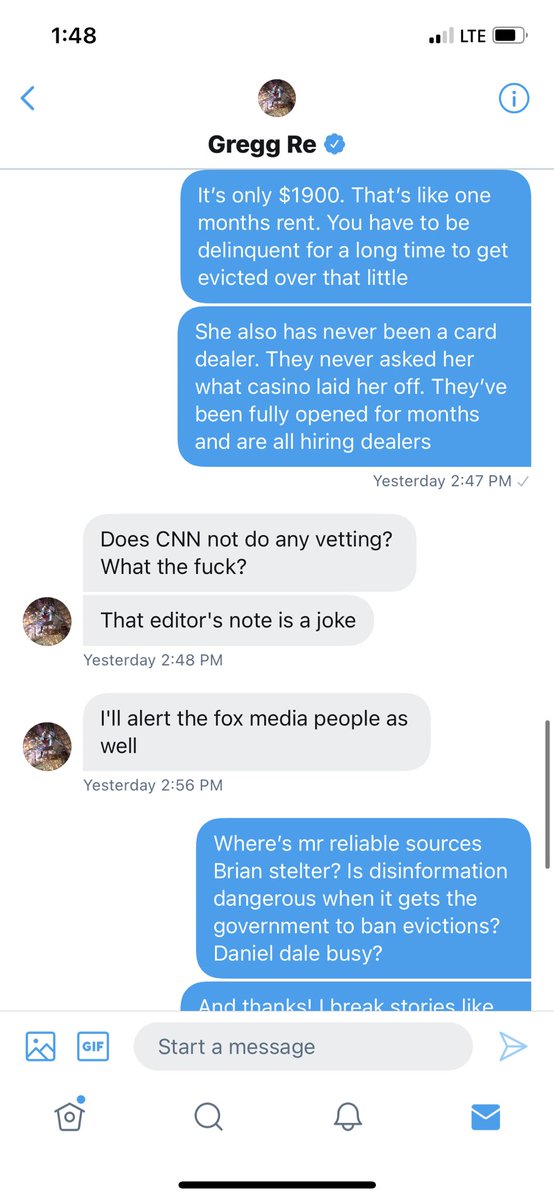 1:48
LTE
Gregg Re
It's only $1900. That's like one
months rent. You have to be
delinquent for a long time to get
evicted over that little
She also has never been a card
dealer. They never asked her
what casino laid her off. They've
been fully opened for months
and are all hiring dealers
Yesterday 2:47 PM
Does CNN not do any vetting?
What the fuck?
That editor's note is a joke
Yesterday 2:48 PM
I'll alert the fox media people as
well
Yesterday 2:56 PM
Where's mr reliable sources
Brian stelter? Is disinformation
dangerous when it gets the
government to ban evictions?
Daniel dale busy?
And thanks! I break stories like
GIF
Start a message